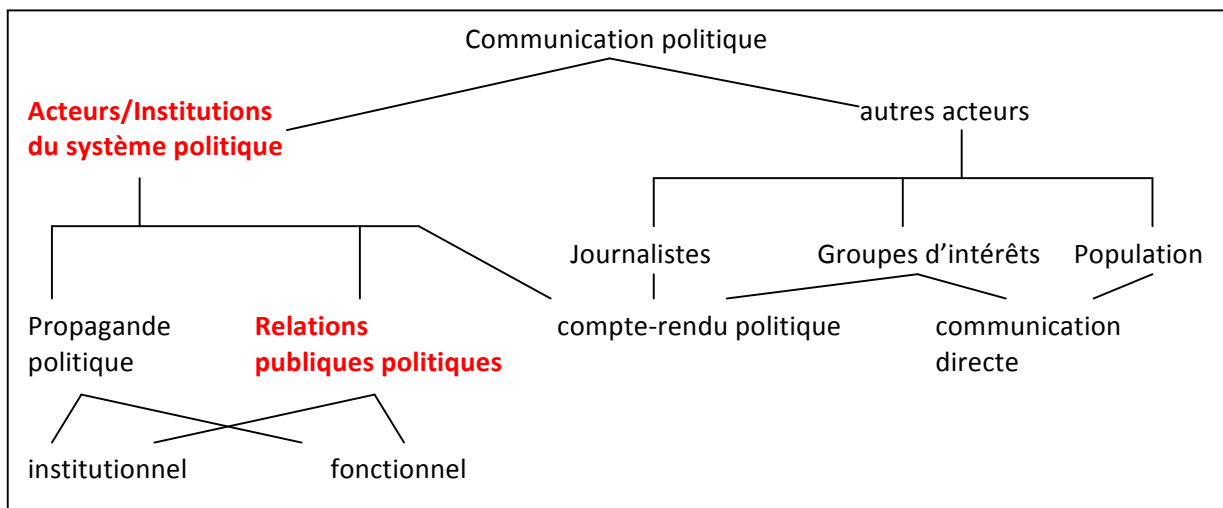 Communication politique
Acteurs/Institutions
du système politique
autres acteurs
Journalistes
Groupes d’intérêts
Population
Propagande
politique
Relations
publiques politiques
compte-rendu politique
communication
directe
institutionnel
fonctionnel